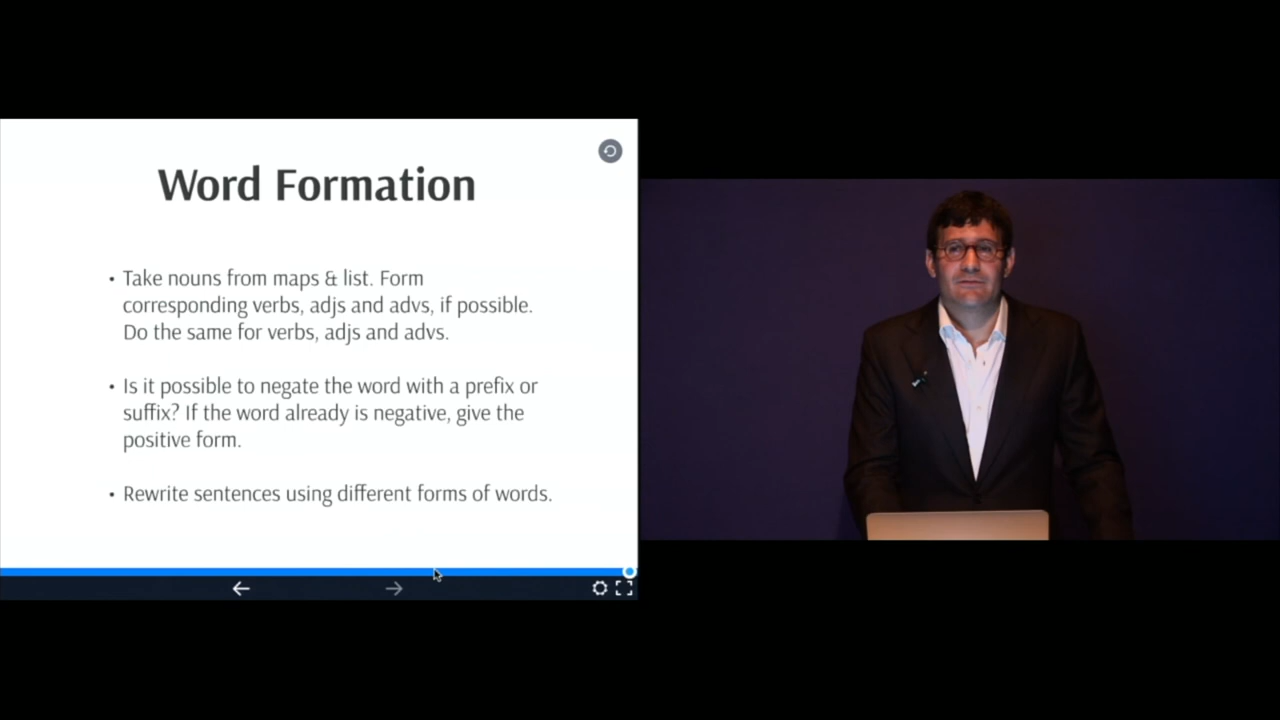 Word Formation
• Take nouns from maps & list. Form
corresponding verbs, adjs and advs, if possible.
Do the same for verbs, adjs and advs.
• Is it possible to negate the word with a prefix or
suffix? If the word already is negative, give the
positive form.
• Rewrite sentences using different forms of words.